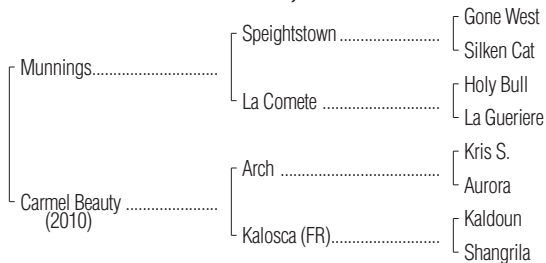 Gone West
Speightstown ..........................
Silken Cat
Munnings.................................
Holy Bull
La Comete ..............................
La Gueriere
Kris S.
Arch .........................................
Aurora
Carmel Beauty ........................
(2010)
Kaldoun
Kalosca (FR)............................
Shangrila